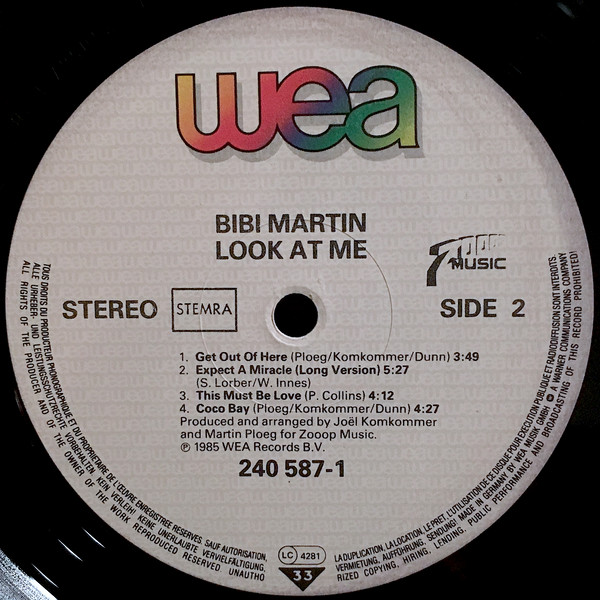 wea
BIBI MARTIN
LOOK AT ME
ZOOOP
MUSIC
STEREO
STEMRA
SIDE 2
1. Get Out Of Here (Ploeg/Komkommer/Dunn) 3:49
2. Expect A Miracle (Long Version) 5:27
(S. Lorber/W. Innes)
3. This Must Be Love (P. Collins) 4:12
4. Coco Bay (Ploeg/Komkommer/Dunn) 4:27
Produced and arranged by Joël Komkommer
and Martin Ploeg for Zooop Music.
℗ 1985 WEA Records B.V.
240 587-1
TOUS DROITS DU PRODUCTEUR PHONOGRAPHIQUE ET DU PROPRIETAIRE DE L'ŒUVRE ENREGISTREE RESERVES. SAUF AUTORISATION,
LA DUPLICATION, LA LOCATION, LE PRET, L'UTILISATION DE CE DISQUE POUR EXECUTION PUBLIQUE ET RADIODIFFUSION SONT INTERDITS.
ALLE URHEBER- UND LEISTUNGSSCHUTZRECHTE VORBEHALTEN. KEIN VERLEIH! KEINE UNERLAUBTE VERVIELFÄLTIGUNG,
VERMIETUNG, AUFFÜHRUNG, SENDUNG! MADE IN GERMANY BY WEA MUSIK GMBH A WARNER COMMUNICATIONS COMPANY
ALL RIGHTS OF THE PRODUCER AND OF THE OWNER OF THE WORK REPRODUCED RESERVED UNAUTHO
RIZED COPYING, HIRING, LENDING, PUBLIC PERFORMANCE AND BROADCASTING OF THIS RECORD PROHIBITED!
LC 4281
33